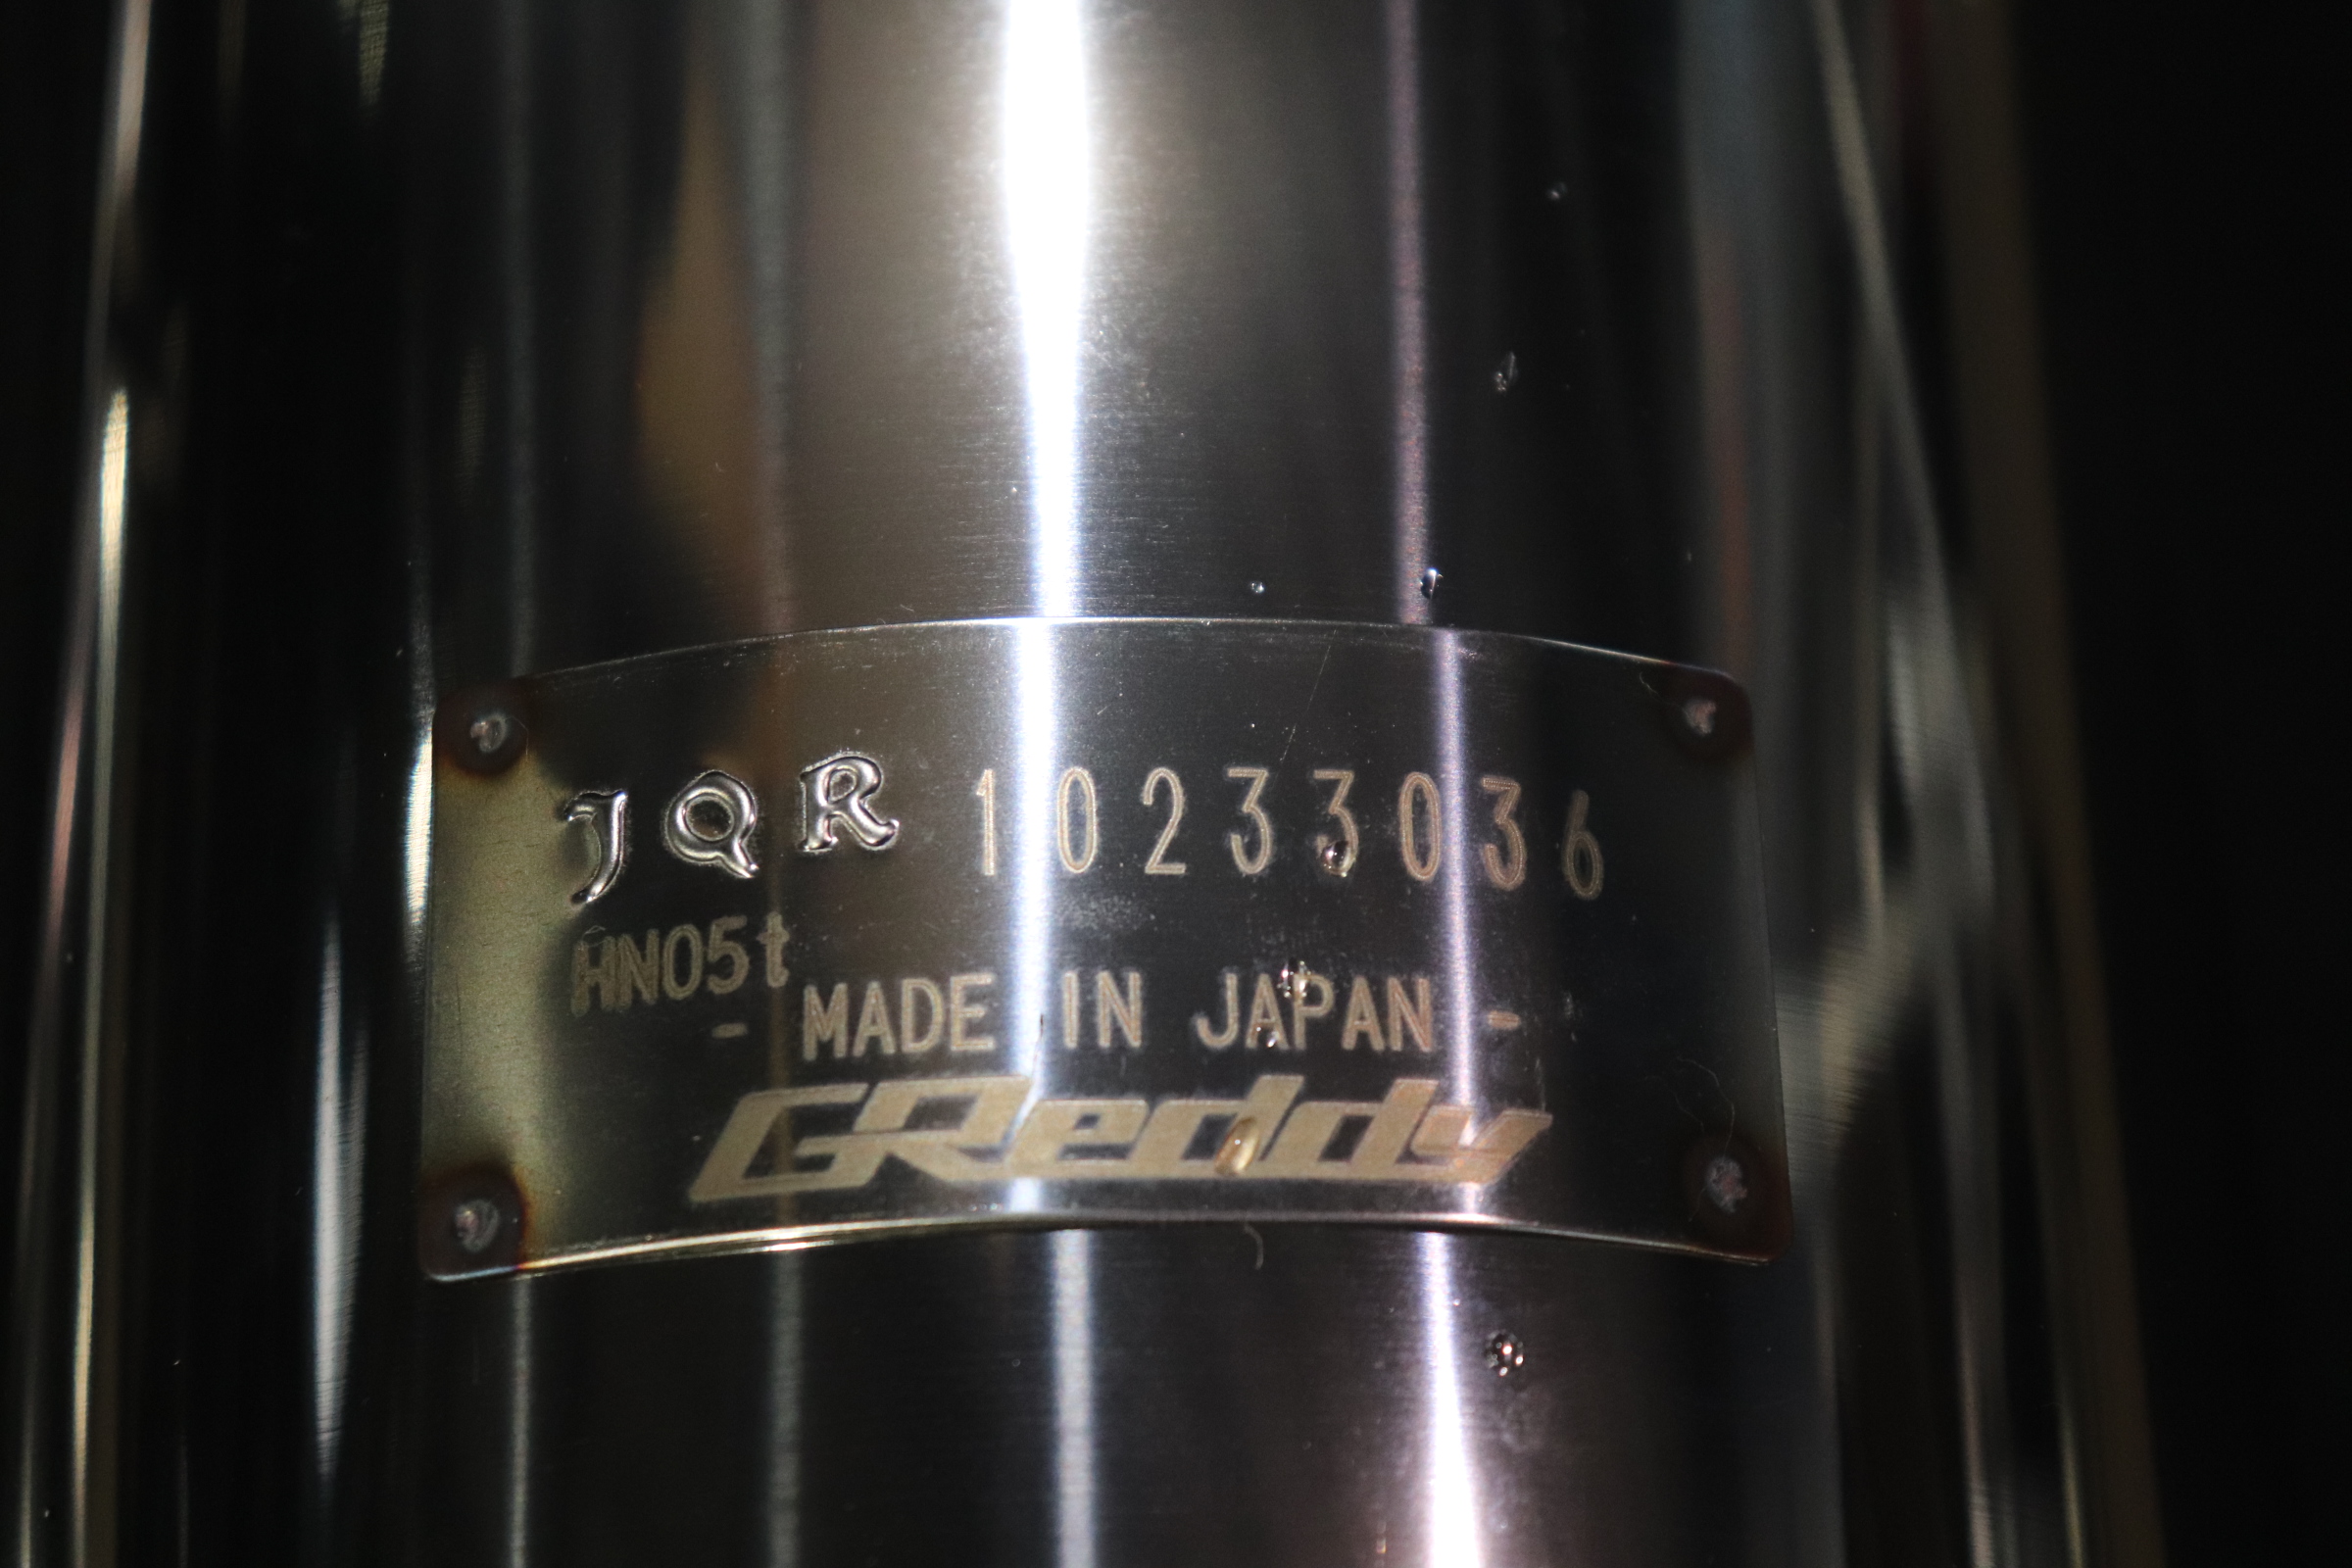 JQR 10233036
HN05t
- MADE IN JAPAN -
GReddy